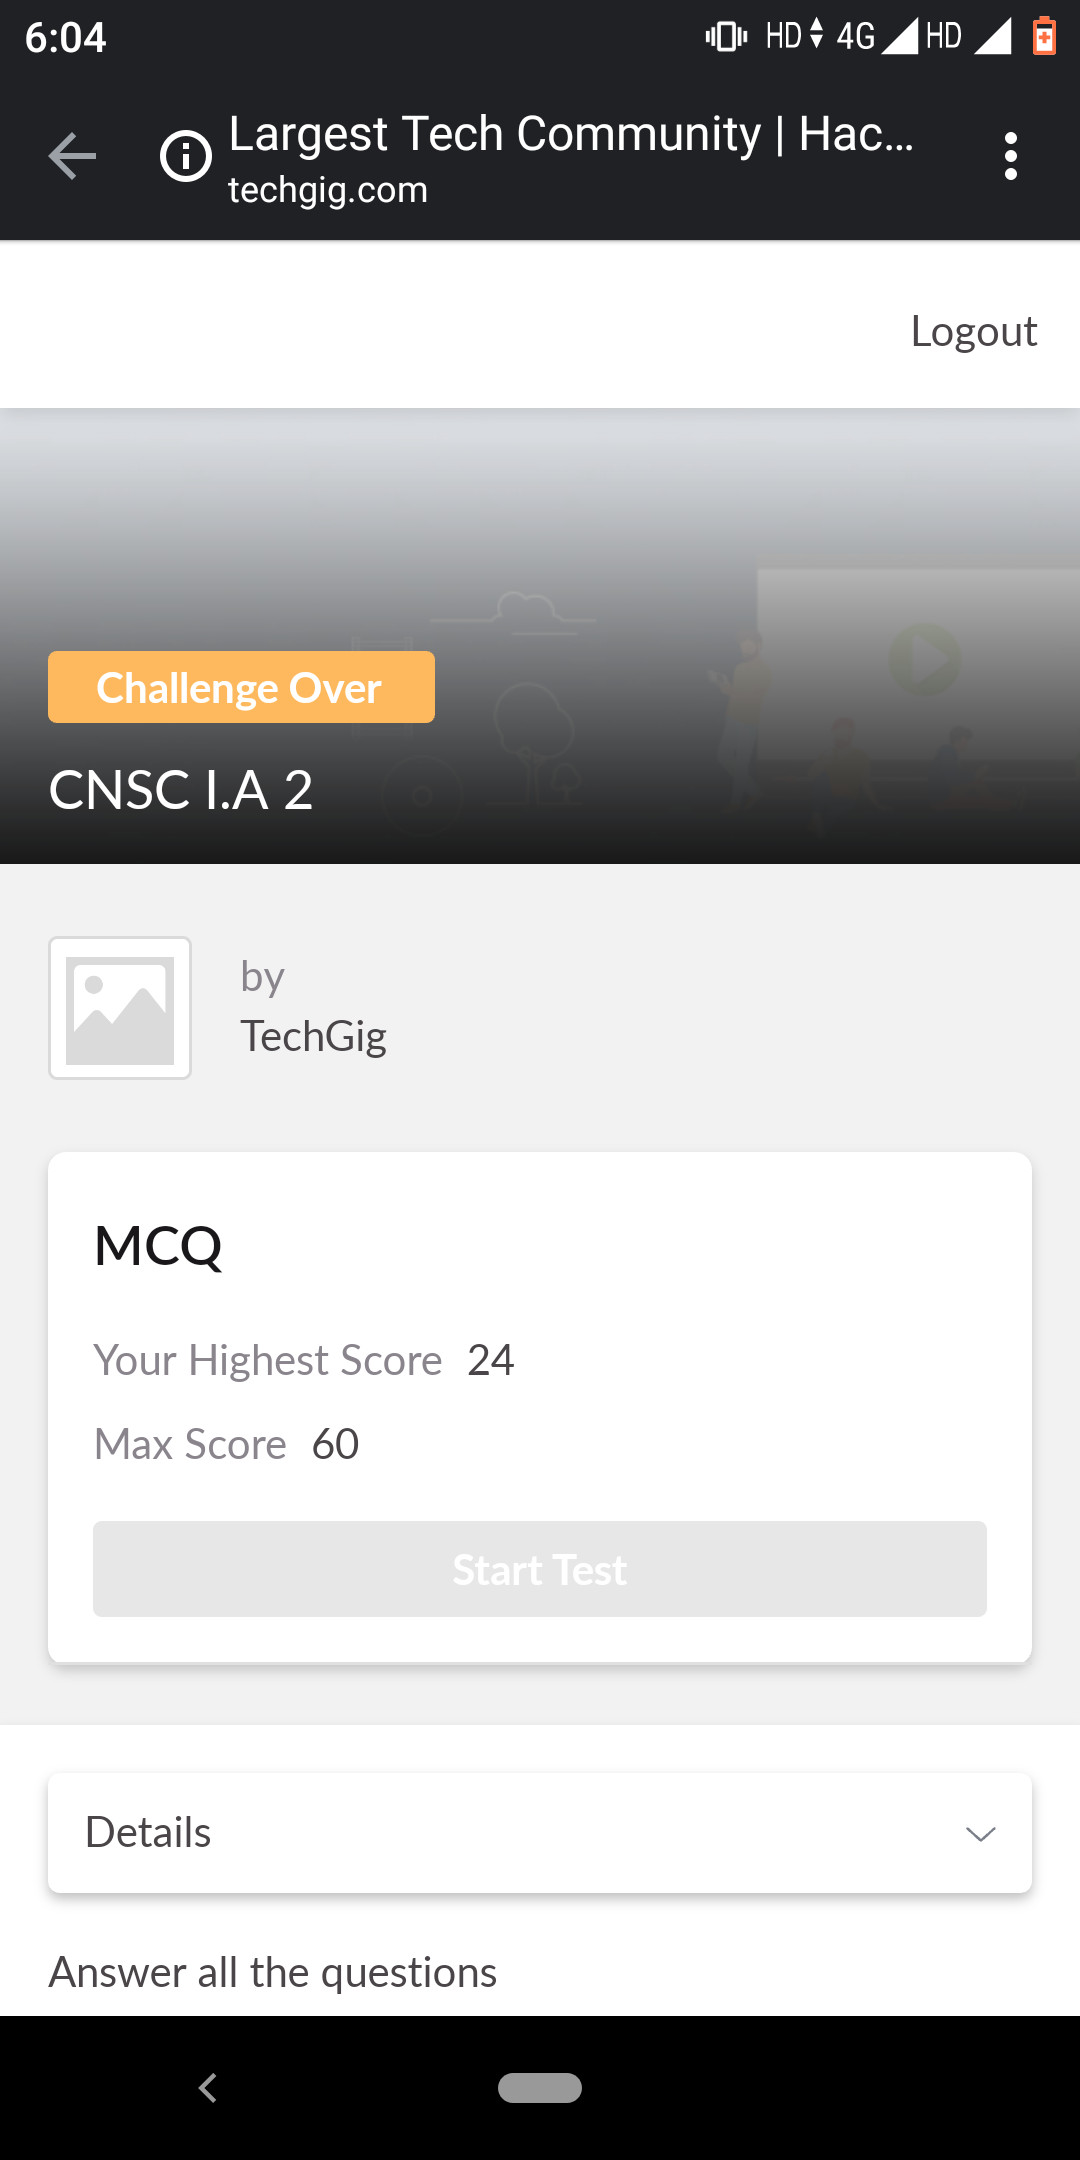 6:04
HD 4G HD
Largest Tech Community | Hac...
techgig.com
Logout
Challenge Over
CNSC I.A 2
by
TechGig
MCQ
Your Highest Score 24
Max Score 60
Start Test
Details
Answer all the questions